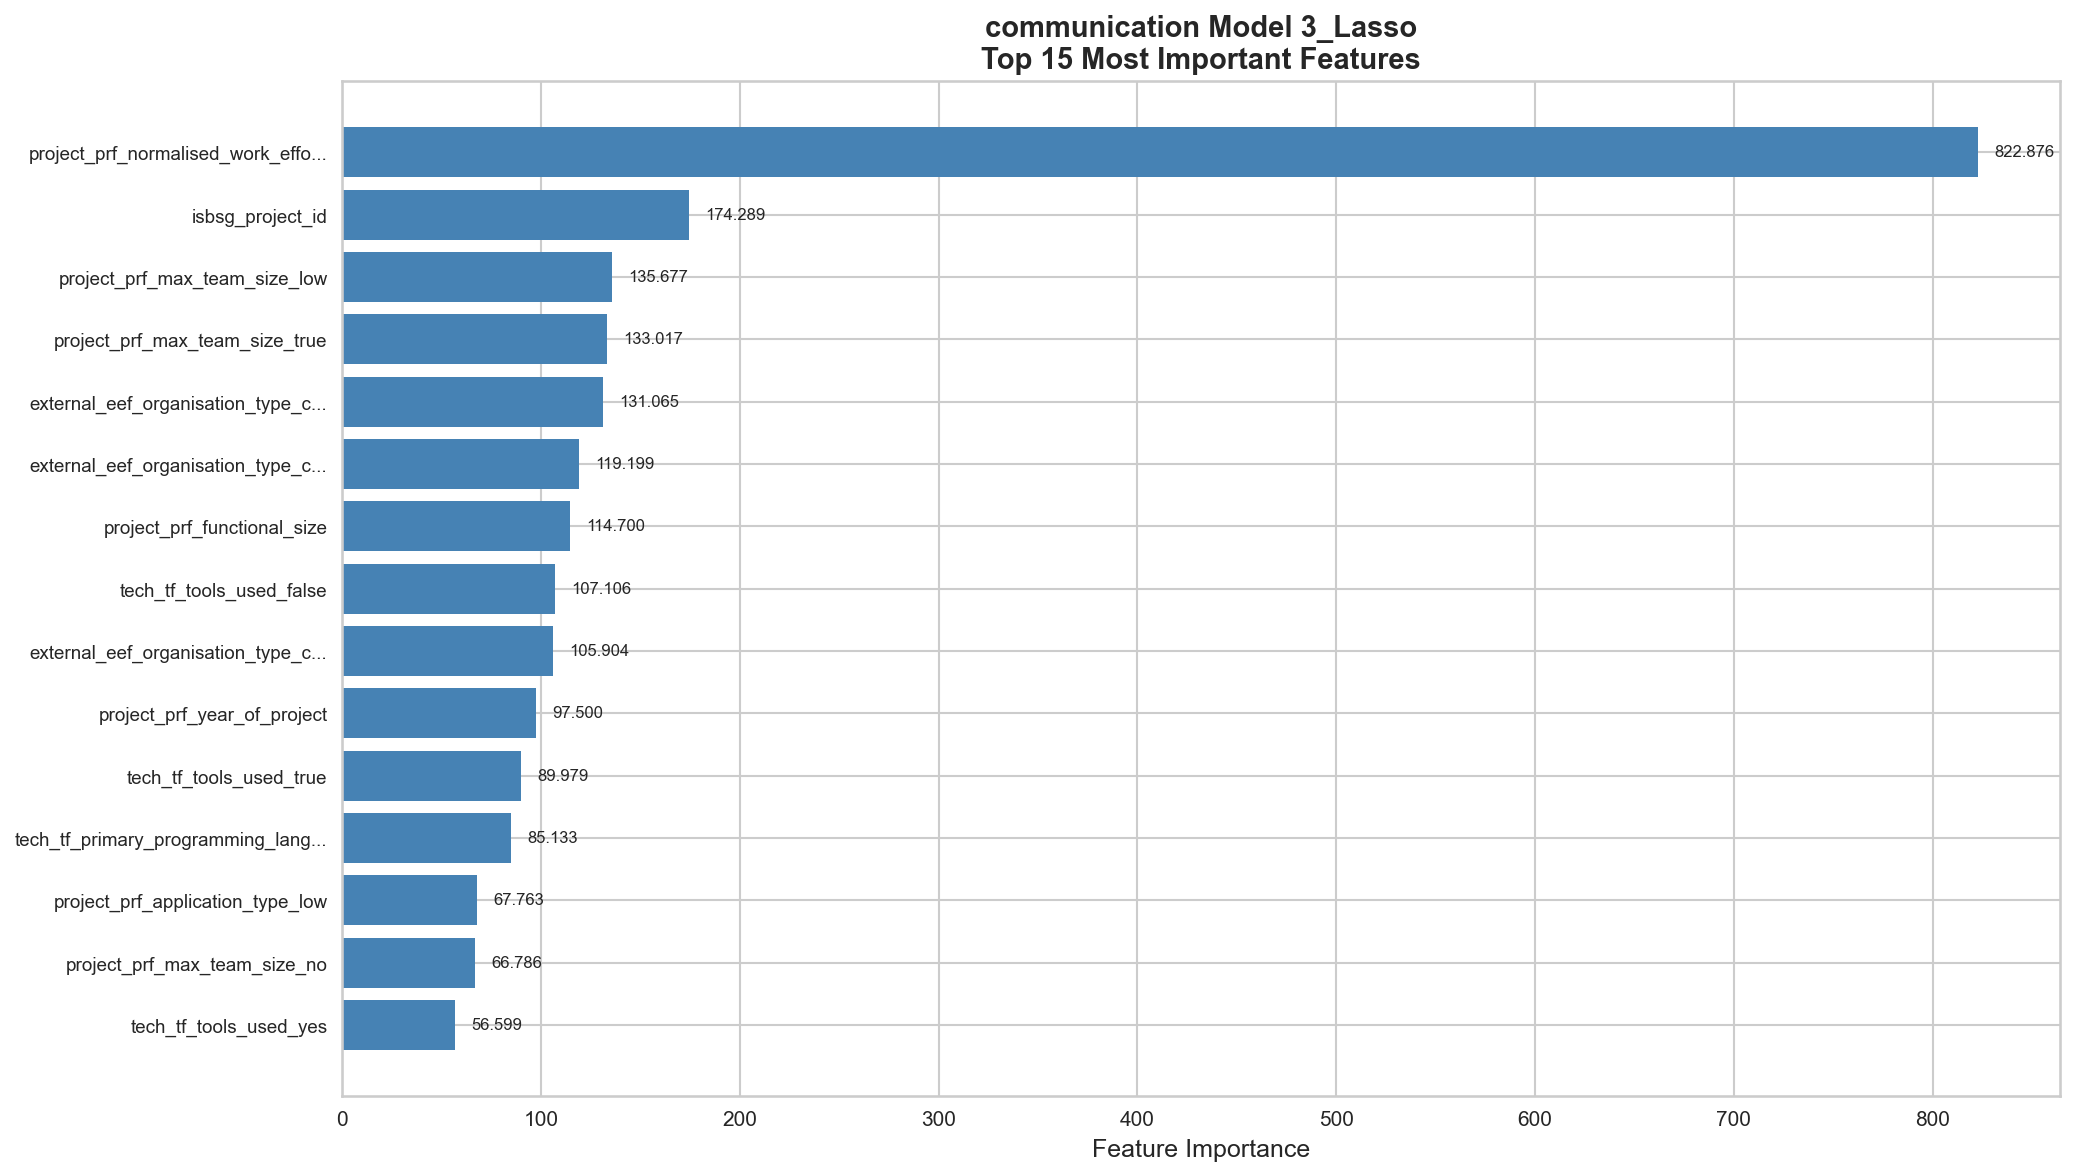 communication Model 3_Lasso
Top 15 Most Important Features
project_prf_normalised_work_effo... 822.876
isbsg_project_id 174.289
project_prf_max_team_size_low 135.677
project_prf_max_team_size_true 133.017
external_eef_organisation_type_c... 131.065
external_eef_organisation_type_c... 119.199
project_prf_functional_size 114.700
tech_tf_tools_used_false 107.106
external_eef_organisation_type_c... 105.904
project_prf_year_of_project 97.500
tech_tf_tools_used_true 89.979
tech_tf_primary_programming_lang... 85.133
project_prf_application_type_low 67.763
project_prf_max_team_size_no 66.786
tech_tf_tools_used_yes 56.599
0 100 200 300 400 500 600 700 800
Feature Importance